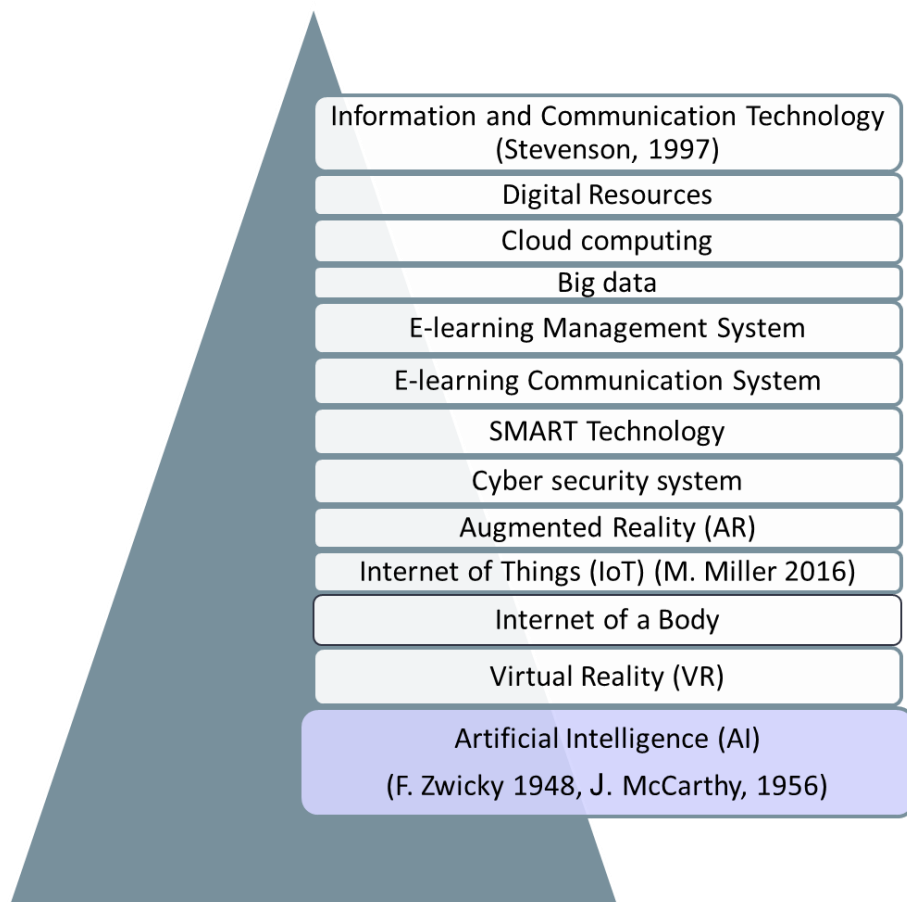 Information and Communication Technology
(Stevenson, 1997)
Digital Resources
Cloud computing
Big data
E-learning Management System
E-learning Communication System
SMART Technology
Cyber security system
Augmented Reality (AR)
Internet of Things (IoT) (M. Miller 2016)
Internet of a Body
Virtual Reality (VR)
Artificial Intelligence (AI)
(F. Zwicky 1948, J. McCarthy, 1956)